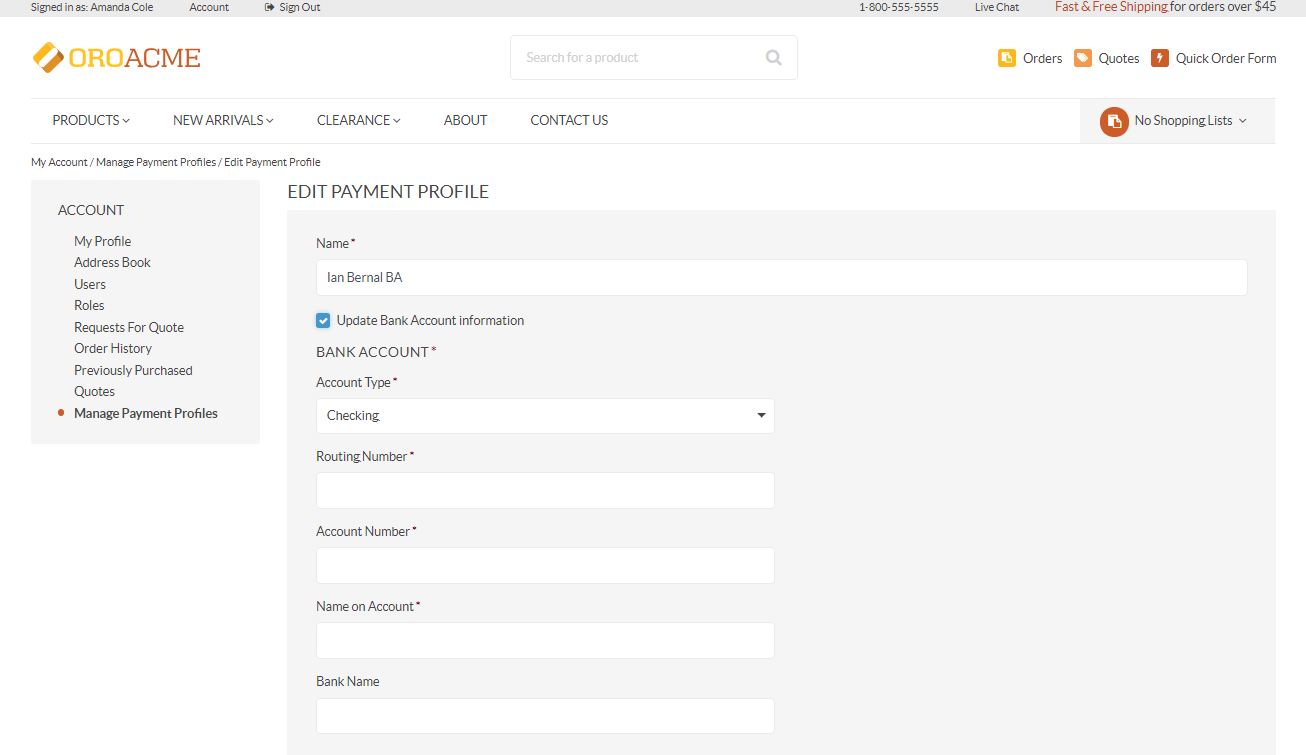 Signed in as: Amanda Cole Account Sign Out 1-800-555-5555 Live Chat Fast & Free Shipping for orders over $45
OROACME Search for a product Orders Quotes Quick Order Form
PRODUCTS NEW ARRIVALS CLEARANCE ABOUT CONTACT US No Shopping Lists
My Account / Manage Payment Profiles / Edit Payment Profile
ACCOUNT
My Profile
Address Book
Users
Roles
Requests For Quote
Order History
Previously Purchased
Quotes
Manage Payment Profiles
EDIT PAYMENT PROFILE
Name*
Ian Bernal BA
Update Bank Account information
BANK ACCOUNT*
Account Type*
Checking
Routing Number*
Account Number*
Name on Account*
Bank Name